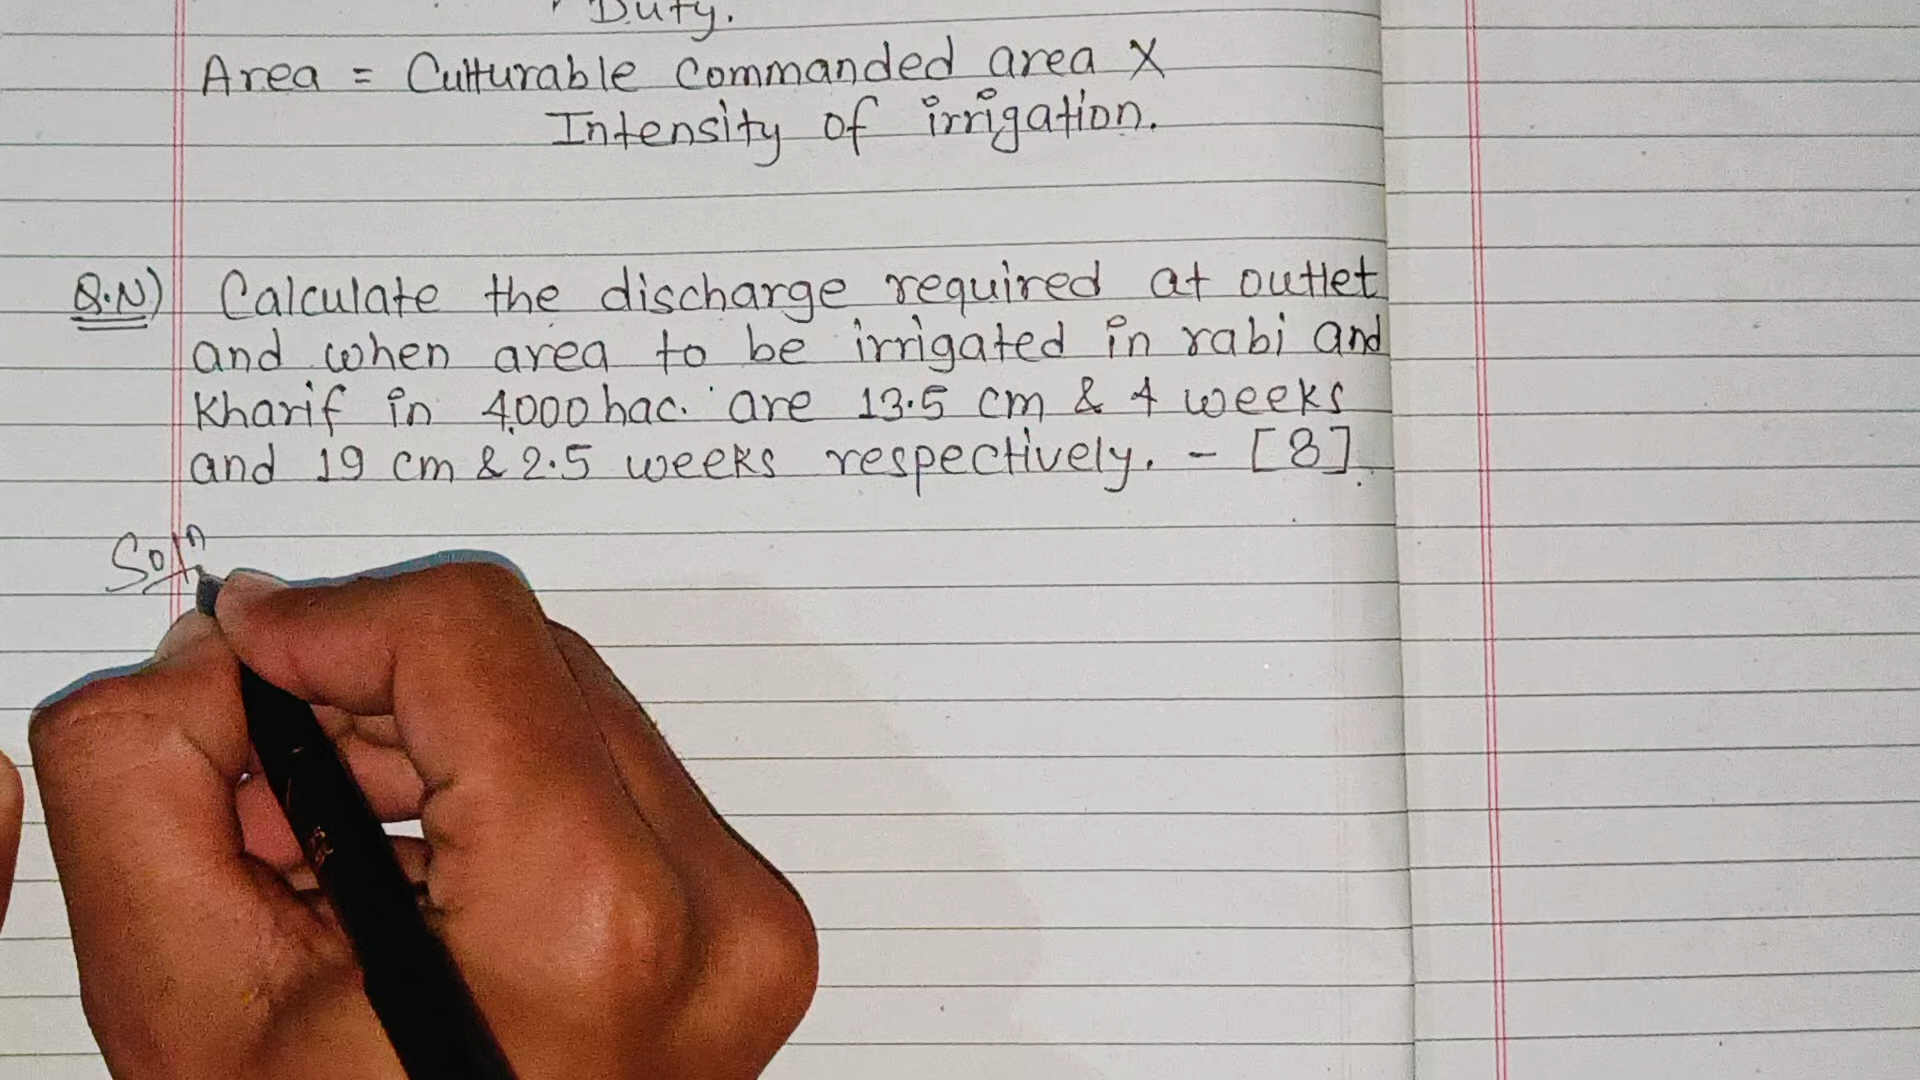 Duty.
Area = Culturable Commanded area X
Intensity of irrigation.
Q.N) Calculate the discharge required at outlet
and when area to be irrigated in rabi and
Kharif in 4000 hac. are 13.5 cm & 4 weeks
and 19 cm & 2.5 weeks respectively. - [8].
Solⁿ